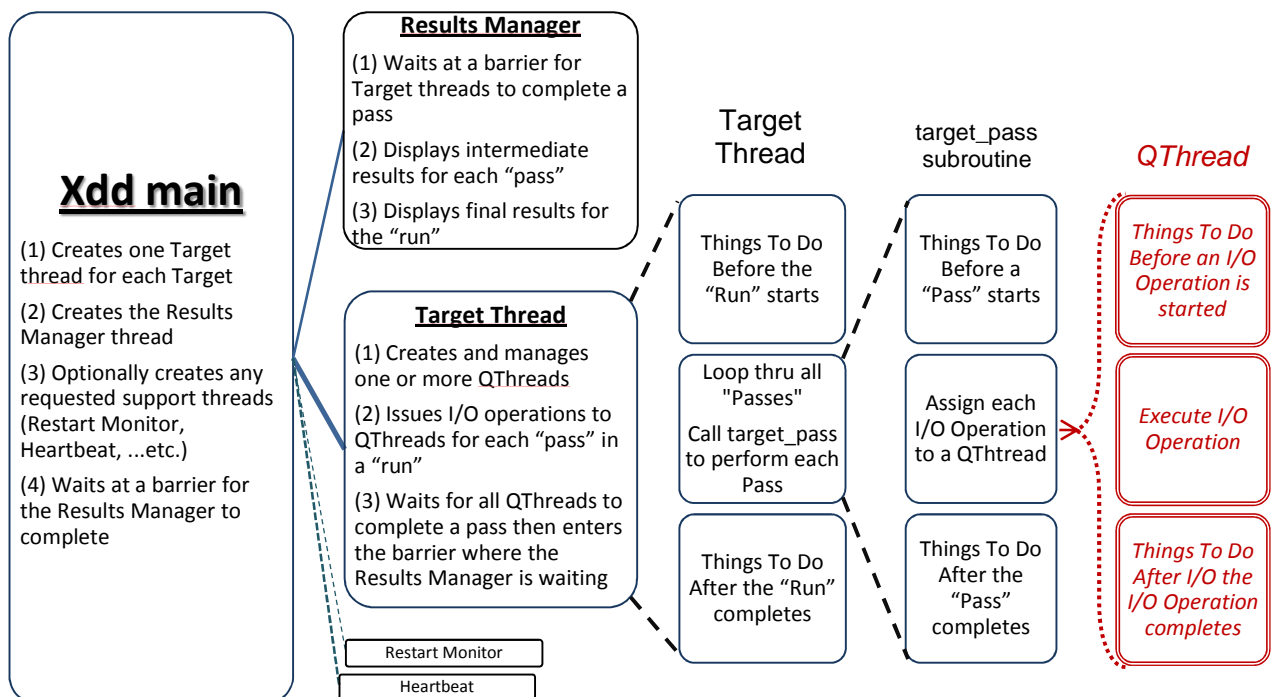 Xdd main
(1) Creates one Target
thread for each Target
(2) Creates the Results
Manager thread
(3) Optionally creates any
requested support threads
(Restart Monitor,
Heartbeat, ...etc.)
(4) Waits at a barrier for
the Results Manager to
complete
Results Manager
(1) Waits at a barrier for
Target threads to complete a
pass
(2) Displays intermediate
results for each “pass”
(3) Displays final results for
the “run”
Target Thread
(1) Creates and manages
one or more QThreads
(2) Issues I/O operations to
QThreads for each “pass” in
a “run”
(3) Waits for all QThreads to
complete a pass then enters
the barrier where the
Results Manager is waiting
Restart Monitor
Heartbeat
Target
Thread
Things To Do
Before the
“Run” starts
Loop thru all
"Passes"
Call target_pass
to perform each
Pass
Things To Do
After the “Run”
completes
target_pass
subroutine
Things To Do
Before a
“Pass” starts
Assign each
I/O Operation
to a QThtread
Things To Do
After the
“Pass”
completes
QThread
Things To Do
Before an I/O
Operation is
started
Execute I/O
Operation
Things To Do
After I/O the
I/O Operation
completes